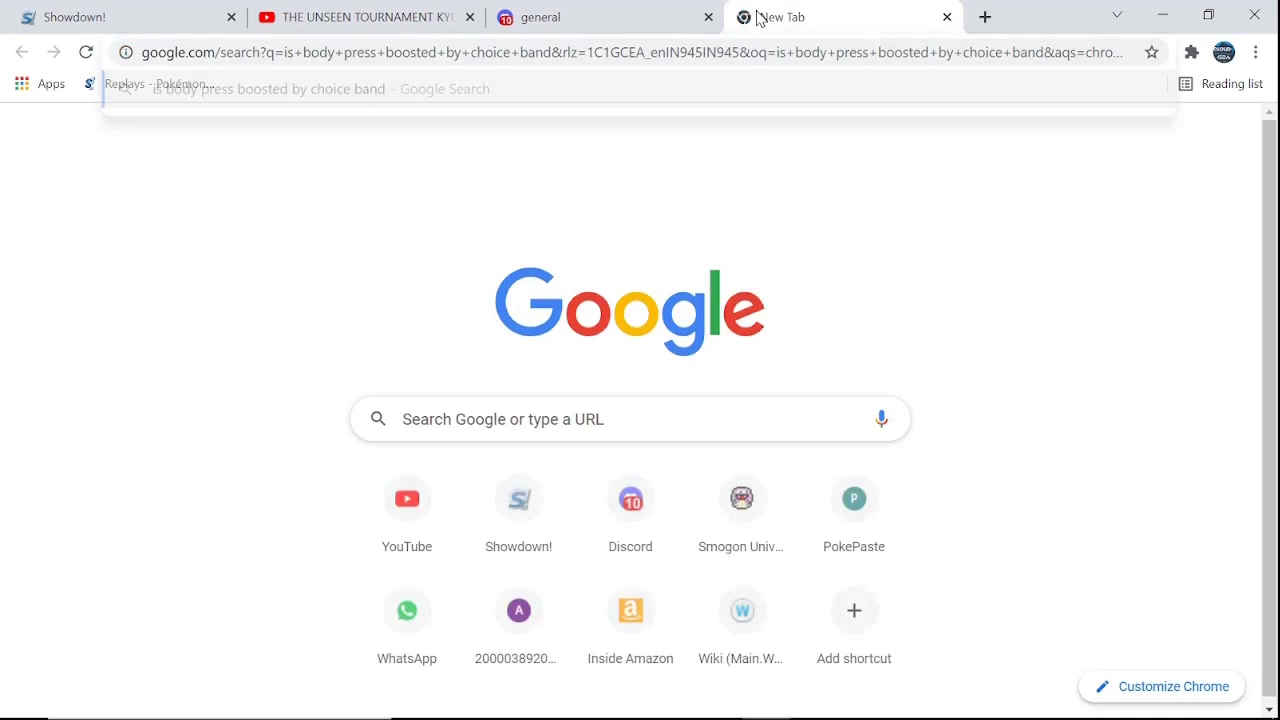 Showdown!
THE UNSEEN TOURNAMENT KYU
10 general
New Tab
google.com/search?q=is+body+press+boosted+by+choice+band&rlz=1C1GCEA_enIN945IN945&oq=is+body+press+boosted+by+choice+band&aqs=chro...
Apps
Replays - Pokémon...
is body press boosted by choice band - Google Search
Reading list
Google
Search Google or type a URL
10
P
YouTube
Showdown!
Discord
Smogon Univ...
PokePaste
A
a
W
WhatsApp
2000038920...
Inside Amazon
Wiki (Main.W...
Add shortcut
Customize Chrome